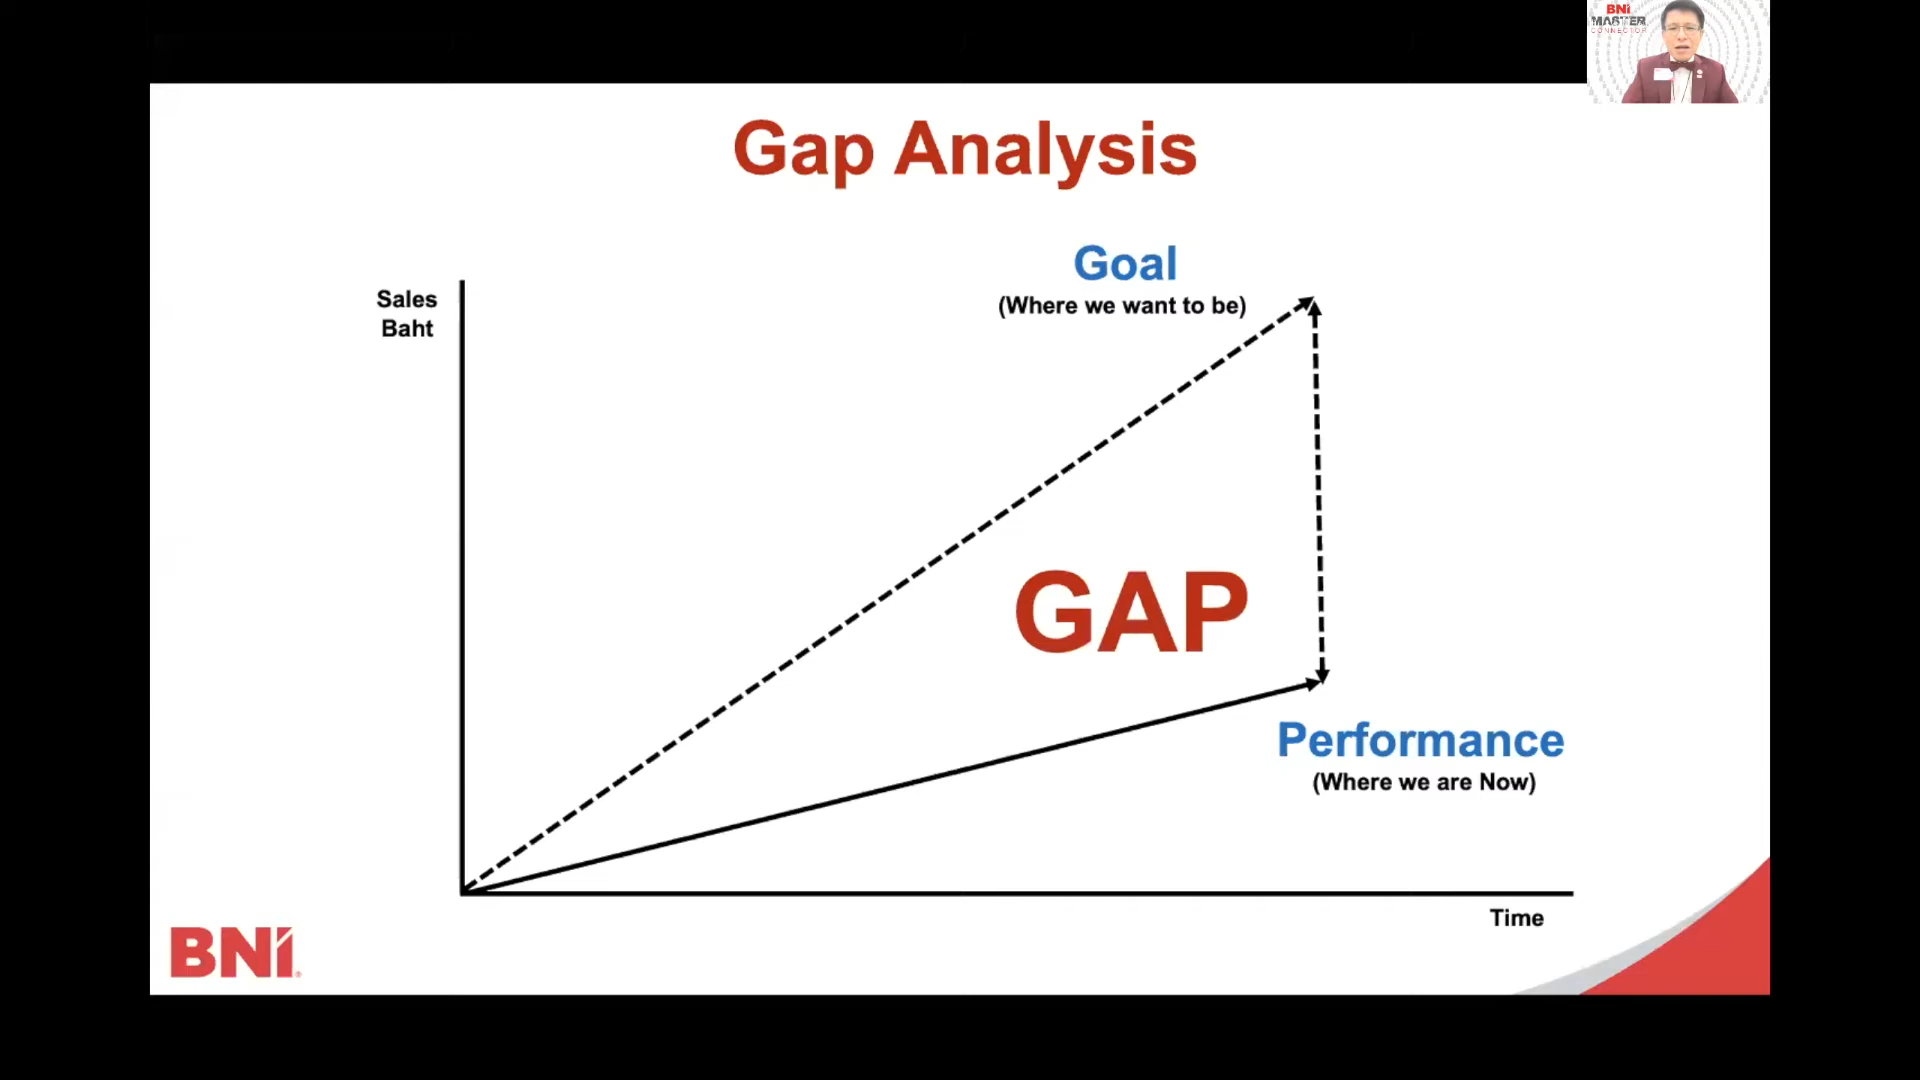 BNI
MASTER
CONNECTOR
Gap Analysis
Goal
(Where we want to be)
Sales
Baht
GAP
Performance
(Where we are Now)
Time
BNI®